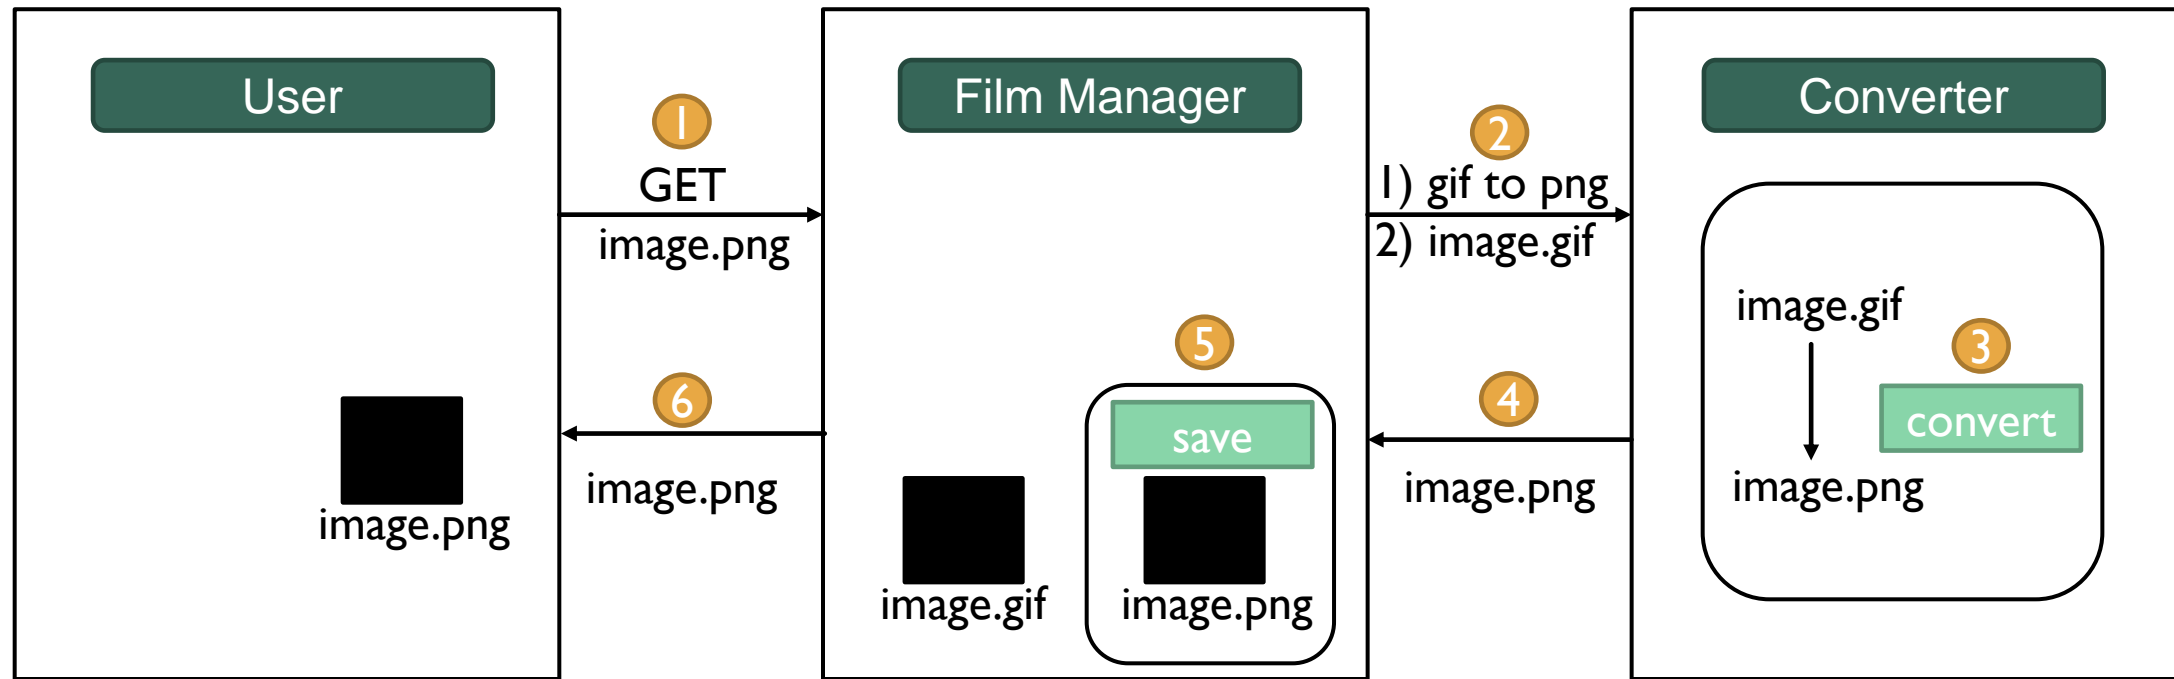 User
Film Manager
Converter
1
GET
image.png
2
1) gif to png
2) image.gif
image.gif
3
convert
image.png
5
save
4
image.png
6
image.png
image.png
image.gif
image.png